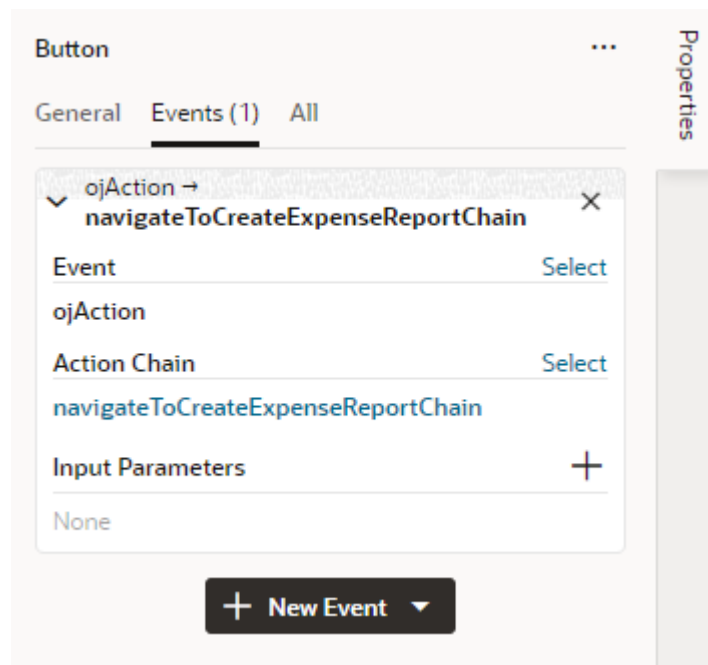 Button
...
Properties
General Events (1) All
ojAction →
navigateToCreateExpenseReportChain
Event Select
ojAction
Action Chain Select
navigateToCreateExpenseReportChain
Input Parameters
None
New Event